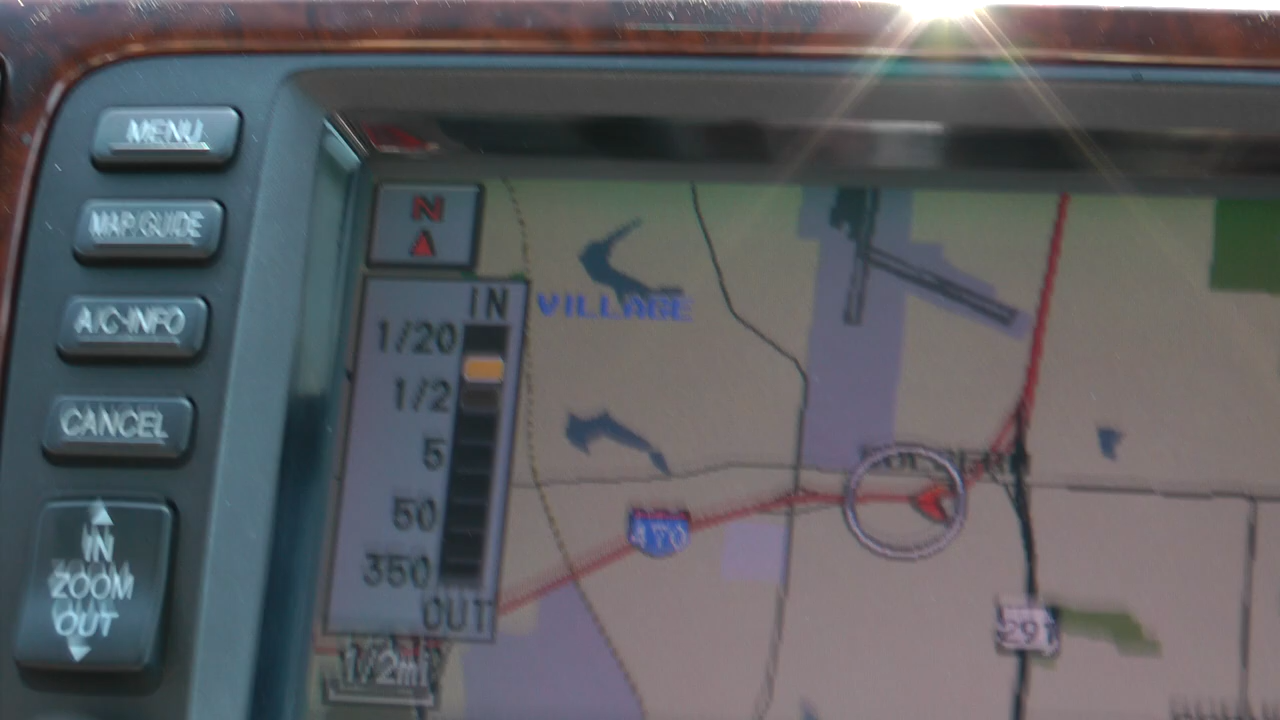 MENU
MAP/GUIDE
A/C-INFO
CANCEL
IN
ZOOM
OUT
N
IN
1/20
1/2
5
50
350
OUT
1/2mi
VILLAGE
470
291